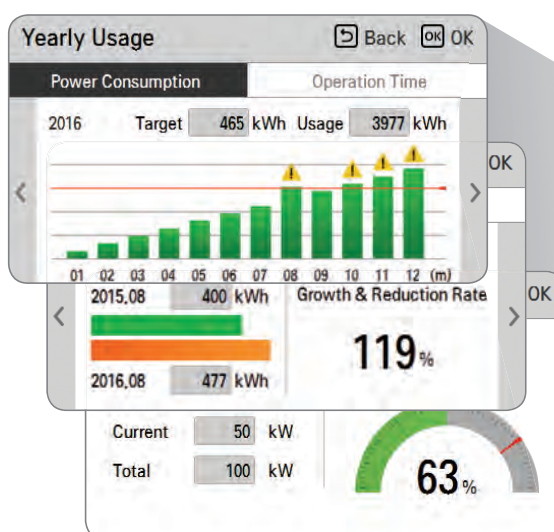 Yearly Usage Back OK OK
Power Consumption Operation Time
2016 Target 465 kWh Usage 3977 kWh
OK
01 02 03 04 05 06 07 08 09 10 11 12 (m)
2015.08 400 kWh Growth & Reduction Rate OK
119%
2016.08 477 kWh
Current 50 kW
Total 100 kW
63%